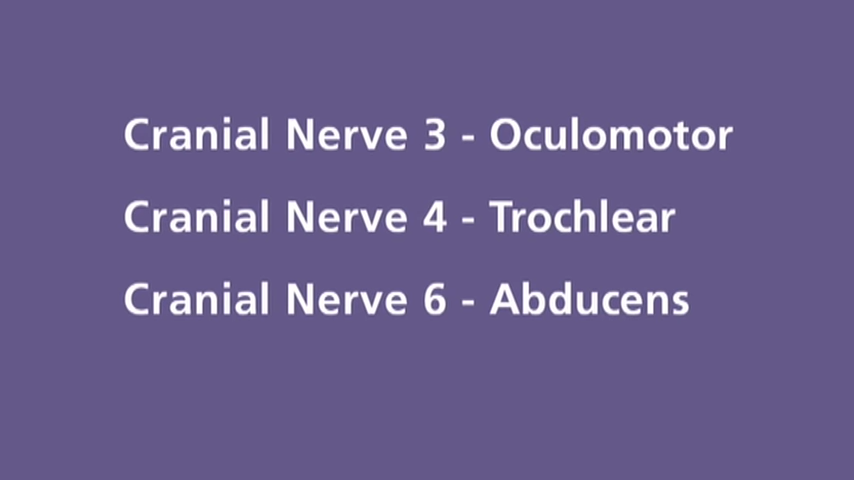 Cranial Nerve 3 - Oculomotor
Cranial Nerve 4 - Trochlear
Cranial Nerve 6 - Abducens